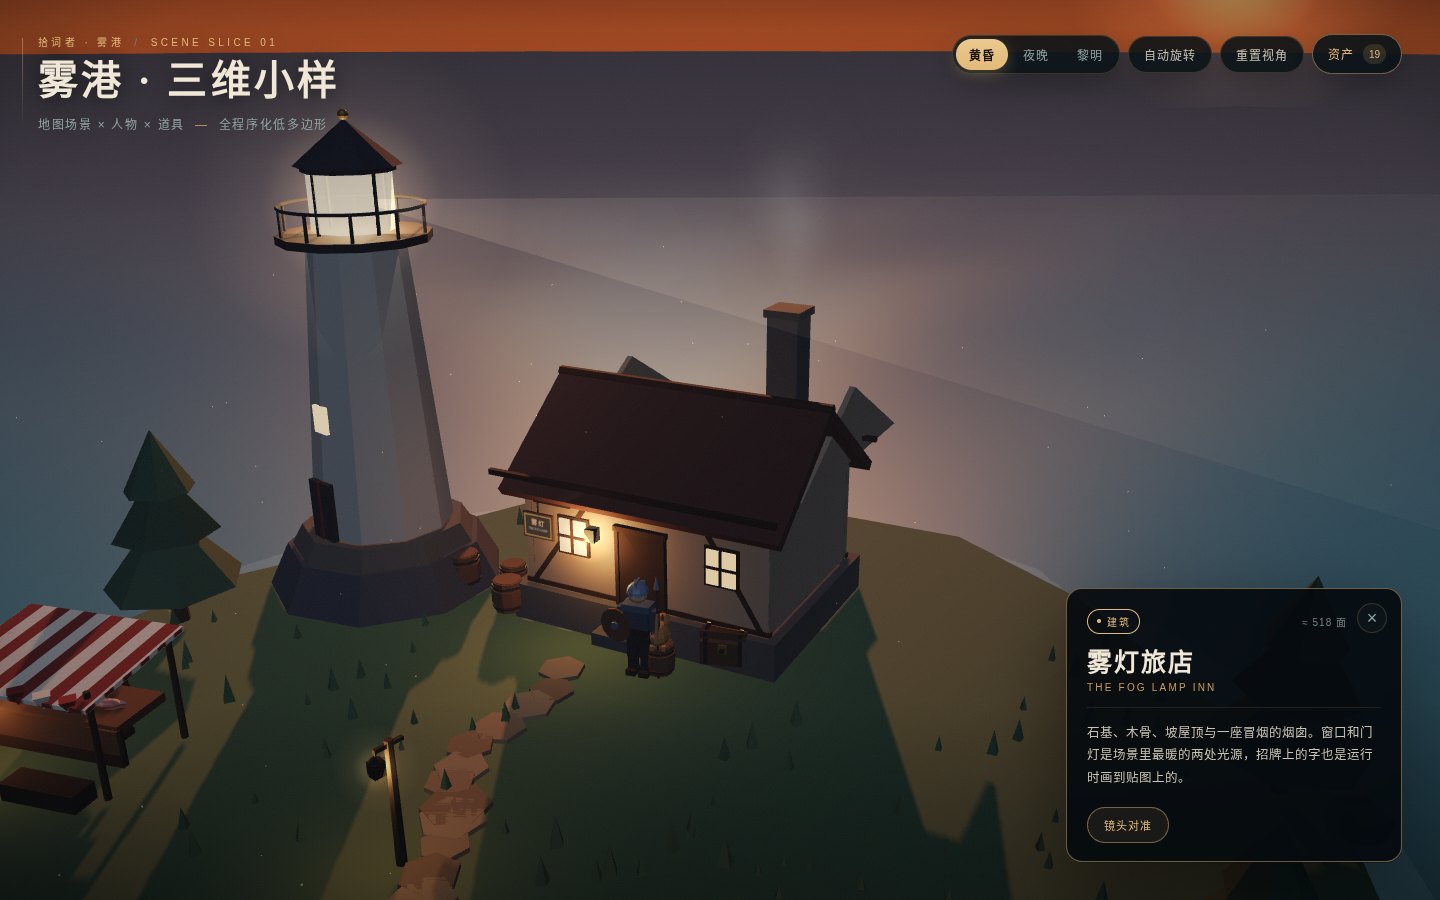 拾词者 · 雾港 / SCENE SLICE 01
雾港 · 三维小样
地图场景 × 人物 × 道具 — 全程序化低多边形
黄昏 夜晚 黎明 自动旋转 重置视角 资产 19
雾灯
• 建筑 ≈ 518 面 ✕
雾灯旅店
THE FOG LAMP INN
石基、木骨、坡屋顶与一座冒烟的烟囱。窗口和门
灯是场景里最暖的两处光源，招牌上的字也是运行
时画到贴图上的。
镜头对准